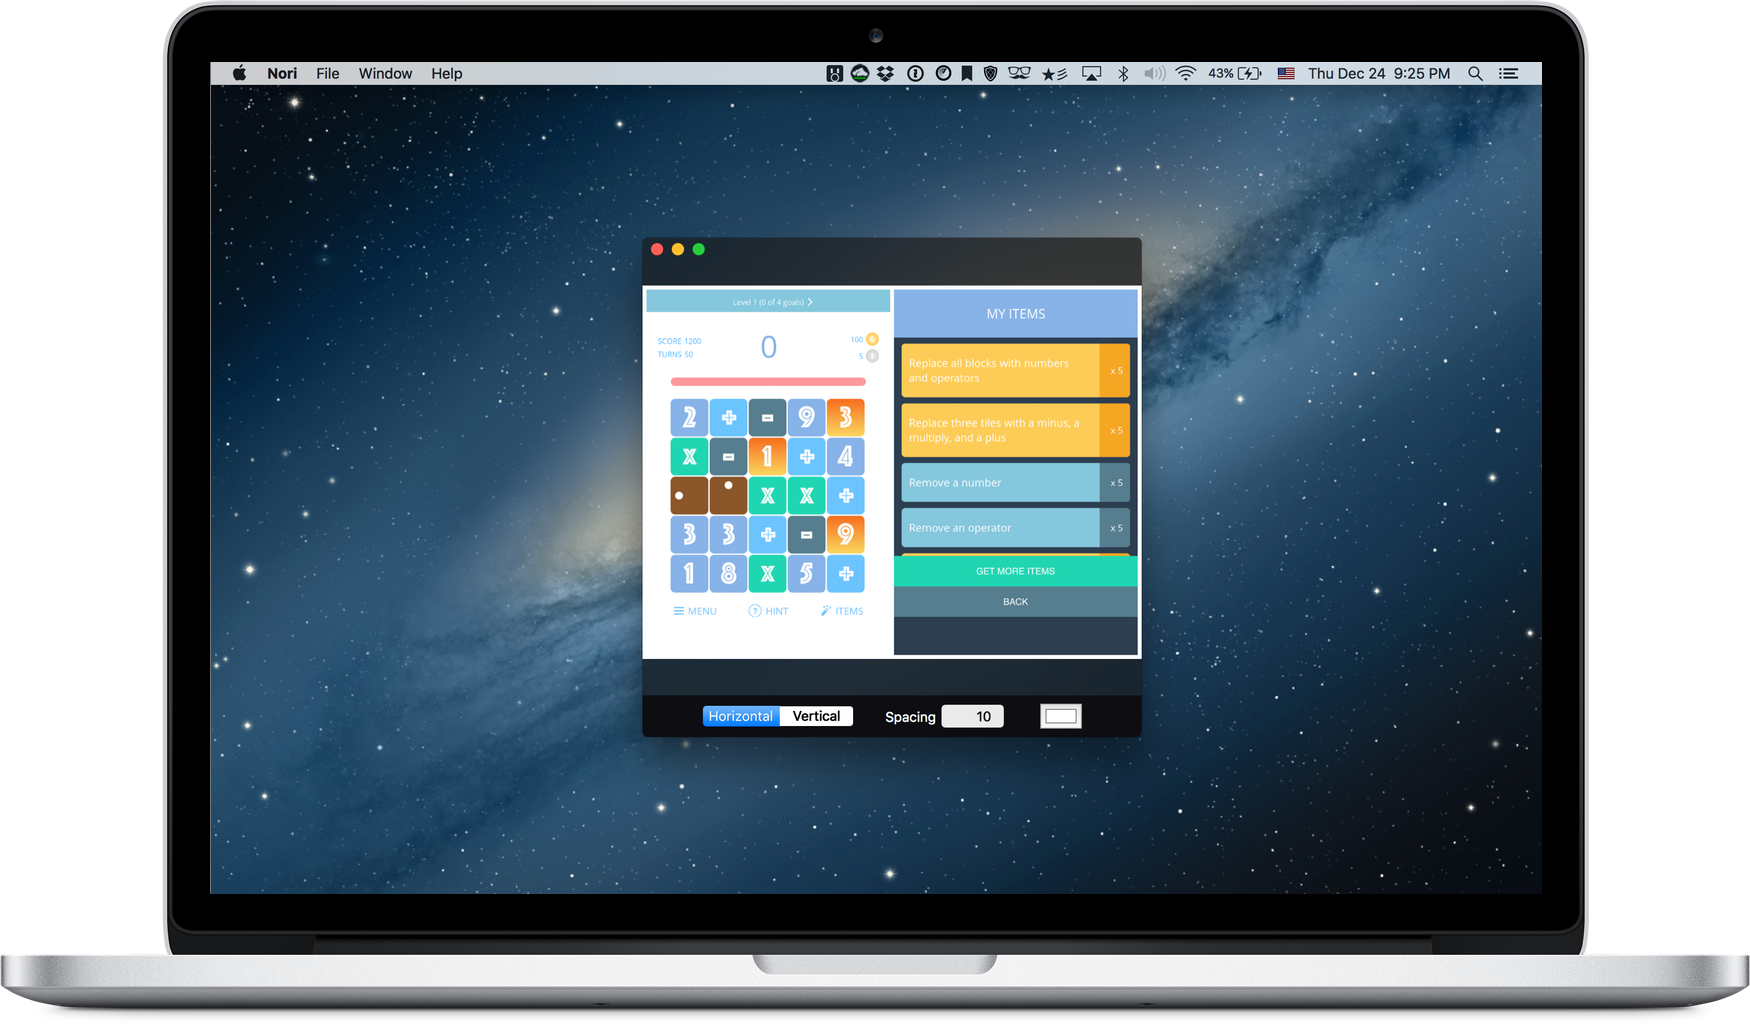 Nori File Window Help
43% Thu Dec 24 9:25 PM
Level 1 (0 of 4 goals)
SCORE 1200
TURNS 50
0
100
5
2 + - 9 3
X - 1 + 4
X X +
3 3 + - 9
1 8 X 5 +
MENU HINT ITEMS
MY ITEMS
Replace all blocks with numbers
and operators
x 5
Replace three tiles with a minus, a
multiply, and a plus
x 5
Remove a number x 5
Remove an operator x 5
GET MORE ITEMS
BACK
Horizontal Vertical Spacing 10